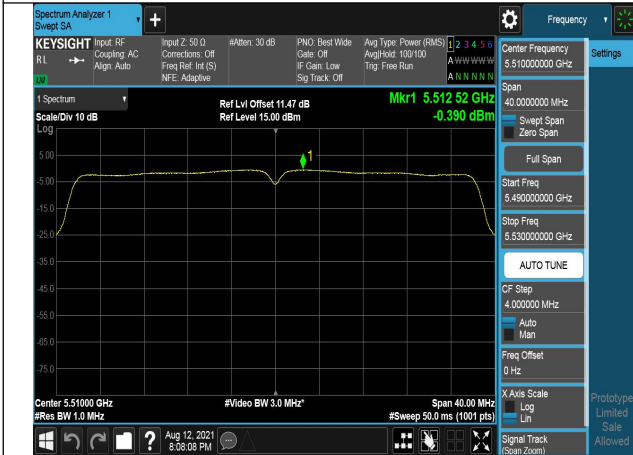 Spectrum Analyzer 1
Swept SA
+
Frequency
KEYSIGHT
RL
Input: RF
Coupling: AC
Align: Auto
Input Z: 50 Ω
Corrections: Off
Freq Ref: Int (S)
NFE: Adaptive
#Atten: 30 dB
PNO: Best Wide
Gate: Off
IF Gain: Low
Sig Track: Off
Avg Type: Power (RMS)
Avg|Hold: 100/100
Trig: Free Run
1 2 3 4 5 6
A W W W W W
A N N N N N
1 Spectrum
Scale/Div 10 dB
Ref Lvl Offset 11.47 dB
Ref Level 15.00 dBm
Mkr1 5.512 52 GHz
-0.390 dBm
Log
5.00
-5.00
-15.0
-25.0
-35.0
-45.0
-55.0
-65.0
-75.0
1
Center 5.51000 GHz
#Res BW 1.0 MHz
#Video BW 3.0 MHz*
Span 40.00 MHz
#Sweep 50.0 ms (1001 pts)
Center Frequency
5.510000000 GHz
Settings
Span
40.0000000 MHz
Swept Span
Zero Span
Full Span
Start Freq
5.490000000 GHz
Stop Freq
5.530000000 GHz
AUTO TUNE
CF Step
4.000000 MHz
Auto
Man
Freq Offset
0 Hz
X Axis Scale
Log
Lin
Signal Track
(Span Zoom)
Prototype
Limited
Sale
Allowed
?
Aug 12, 2021
8:08:08 PM